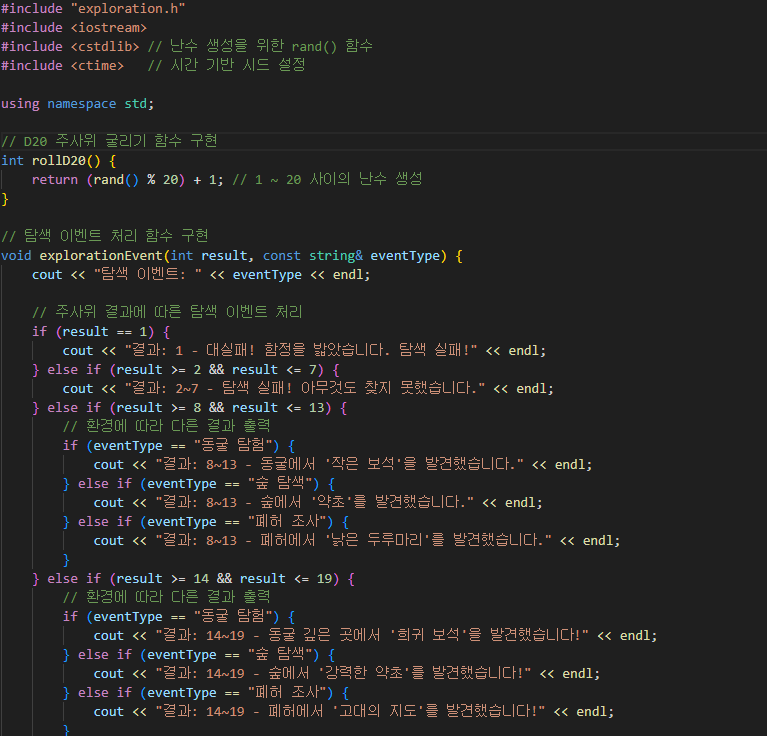 #include "exploration.h"
#include <iostream>
#include <cstdlib> // 난수 생성을 위한 rand() 함수
#include <ctime>   // 시간 기반 시드 설정
using namespace std;
// D20 주사위 굴리기 함수 구현
int rollD20() {
    return (rand() % 20) + 1; // 1 ~ 20 사이의 난수 생성
}
// 탐색 이벤트 처리 함수 구현
void explorationEvent(int result, const string& eventType) {
    cout << "탐색 이벤트: " << eventType << endl;
    // 주사위 결과에 따른 탐색 이벤트 처리
    if (result == 1) {
        cout << "결과: 1 - 대실패! 함정을 밟았습니다. 탐색 실패!" << endl;
    } else if (result >= 2 && result <= 7) {
        cout << "결과: 2~7 - 탐색 실패! 아무것도 찾지 못했습니다." << endl;
    } else if (result >= 8 && result <= 13) {
        // 환경에 따라 다른 결과 출력
        if (eventType == "동굴 탐험") {
            cout << "결과: 8~13 - 동굴에서 '작은 보석'을 발견했습니다." << endl;
        } else if (eventType == "숲 탐색") {
            cout << "결과: 8~13 - 숲에서 '약초'를 발견했습니다." << endl;
        } else if (eventType == "폐허 조사") {
            cout << "결과: 8~13 - 폐허에서 '낡은 두루마리'를 발견했습니다." << endl;
        }
    } else if (result >= 14 && result <= 19) {
        // 환경에 따라 다른 결과 출력
        if (eventType == "동굴 탐험") {
            cout << "결과: 14~19 - 동굴 깊은 곳에서 '희귀 보석'을 발견했습니다!" << endl;
        } else if (eventType == "숲 탐색") {
            cout << "결과: 14~19 - 숲에서 '강력한 약초'를 발견했습니다!" << endl;
        } else if (eventType == "폐허 조사") {
            cout << "결과: 14~19 - 폐허에서 '고대의 지도'를 발견했습니다!" << endl;
        }